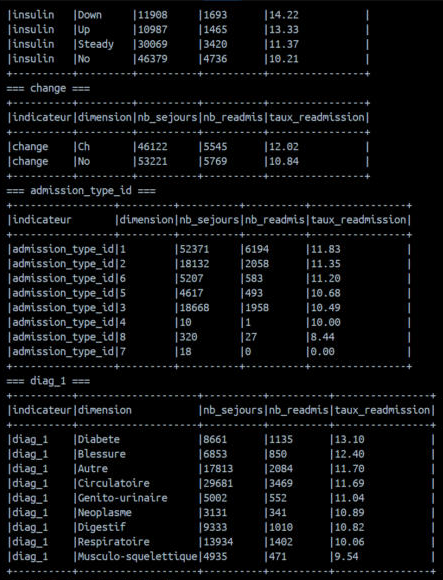 |insulin   |Down     |11908     |1693     |14.22           |
|insulin   |Up       |10987     |1465     |13.33           |
|insulin   |Steady   |30069     |3420     |11.37           |
|insulin   |No       |46379     |4736     |10.21           |
+----------+---------+----------+---------+----------------+
=== change ===
+----------+---------+----------+---------+----------------+
|indicateur|dimension|nb_sejours|nb_readmis|taux_readmission|
+----------+---------+----------+---------+----------------+
|change    |Ch       |46122     |5545     |12.02           |
|change    |No       |53221     |5769     |10.84           |
+----------+---------+----------+---------+----------------+
=== admission_type_id ===
+-----------------+---------+----------+----------+----------------+
|indicateur       |dimension|nb_sejours|nb_readmis|taux_readmission|
+-----------------+---------+----------+----------+----------------+
|admission_type_id|1        |52371     |6194      |11.83           |
|admission_type_id|2        |18132     |2058      |11.35           |
|admission_type_id|6        |5207      |583       |11.20           |
|admission_type_id|5        |4617      |493       |10.68           |
|admission_type_id|3        |18668     |1958      |10.49           |
|admission_type_id|4        |10        |1         |10.00           |
|admission_type_id|8        |320       |27        |8.44            |
|admission_type_id|7        |18        |0         |0.00            |
+-----------------+---------+----------+----------+----------------+
=== diag_1 ===
+----------+------------------+----------+----------+----------------+
|indicateur|dimension         |nb_sejours|nb_readmis|taux_readmission|
+----------+------------------+----------+----------+----------------+
|diag_1    |Diabete           |8661      |1135      |13.10           |
|diag_1    |Blessure          |6853      |850       |12.40           |
|diag_1    |Autre             |17813     |2084      |11.70           |
|diag_1    |Circulatoire      |29681     |3469      |11.69           |
|diag_1    |Genito-urinaire   |5002      |552       |11.04           |
|diag_1    |Neoplasme         |3131      |341       |10.89           |
|diag_1    |Digestif          |9333      |1010      |10.82           |
|diag_1    |Respiratoire      |13934     |1402      |10.06           |
|diag_1    |Musculo-squelettique|4935    |471       |9.54            |
+----------+------------------+----------+----------+----------------+